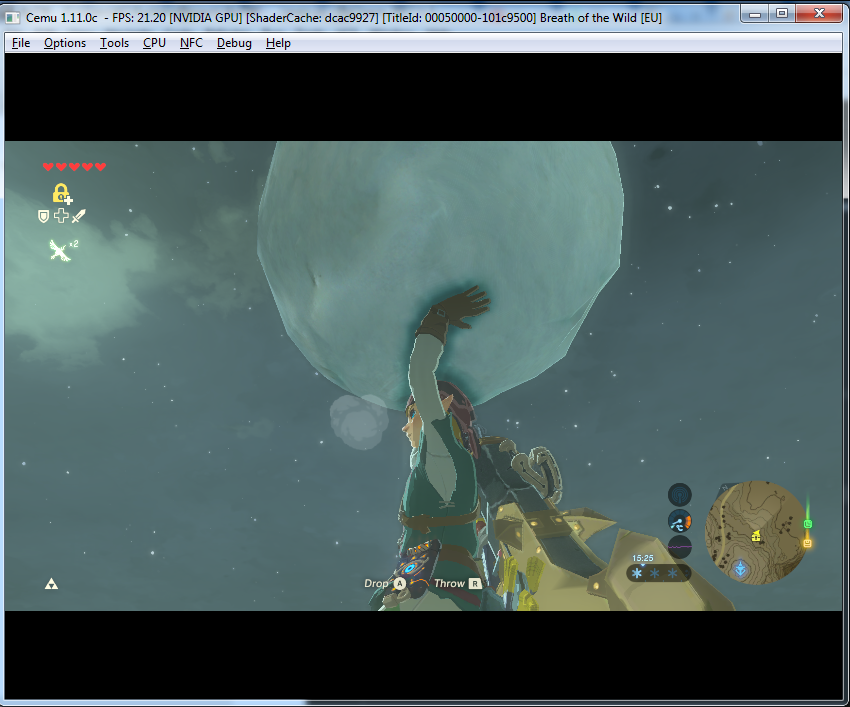 Cemu 1.11.0c - FPS: 21.20 [NVIDIA GPU] [ShaderCache: dcac9927] [TitleId: 00050000-101c9500] Breath of the Wild [EU]
File Options Tools CPU NFC Debug Help
x2
15:25
Drop A Throw R